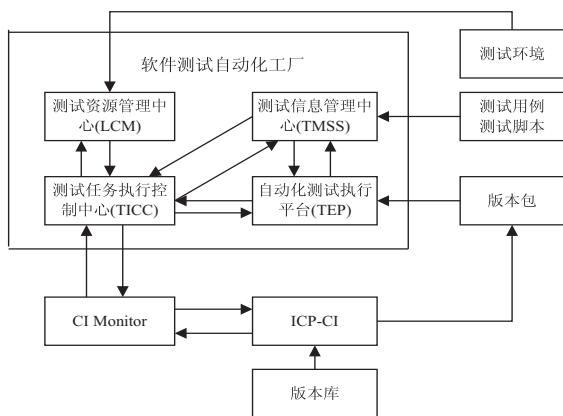 软件测试自动化工厂
测试环境
测试资源管理中
心(LCM)
测试信息管理中
心(TMSS)
测试用例
测试脚本
测试任务执行控
制中心(TICC)
自动化测试执行
平台(TEP)
版本包
CI Monitor
ICP-CI
版本库